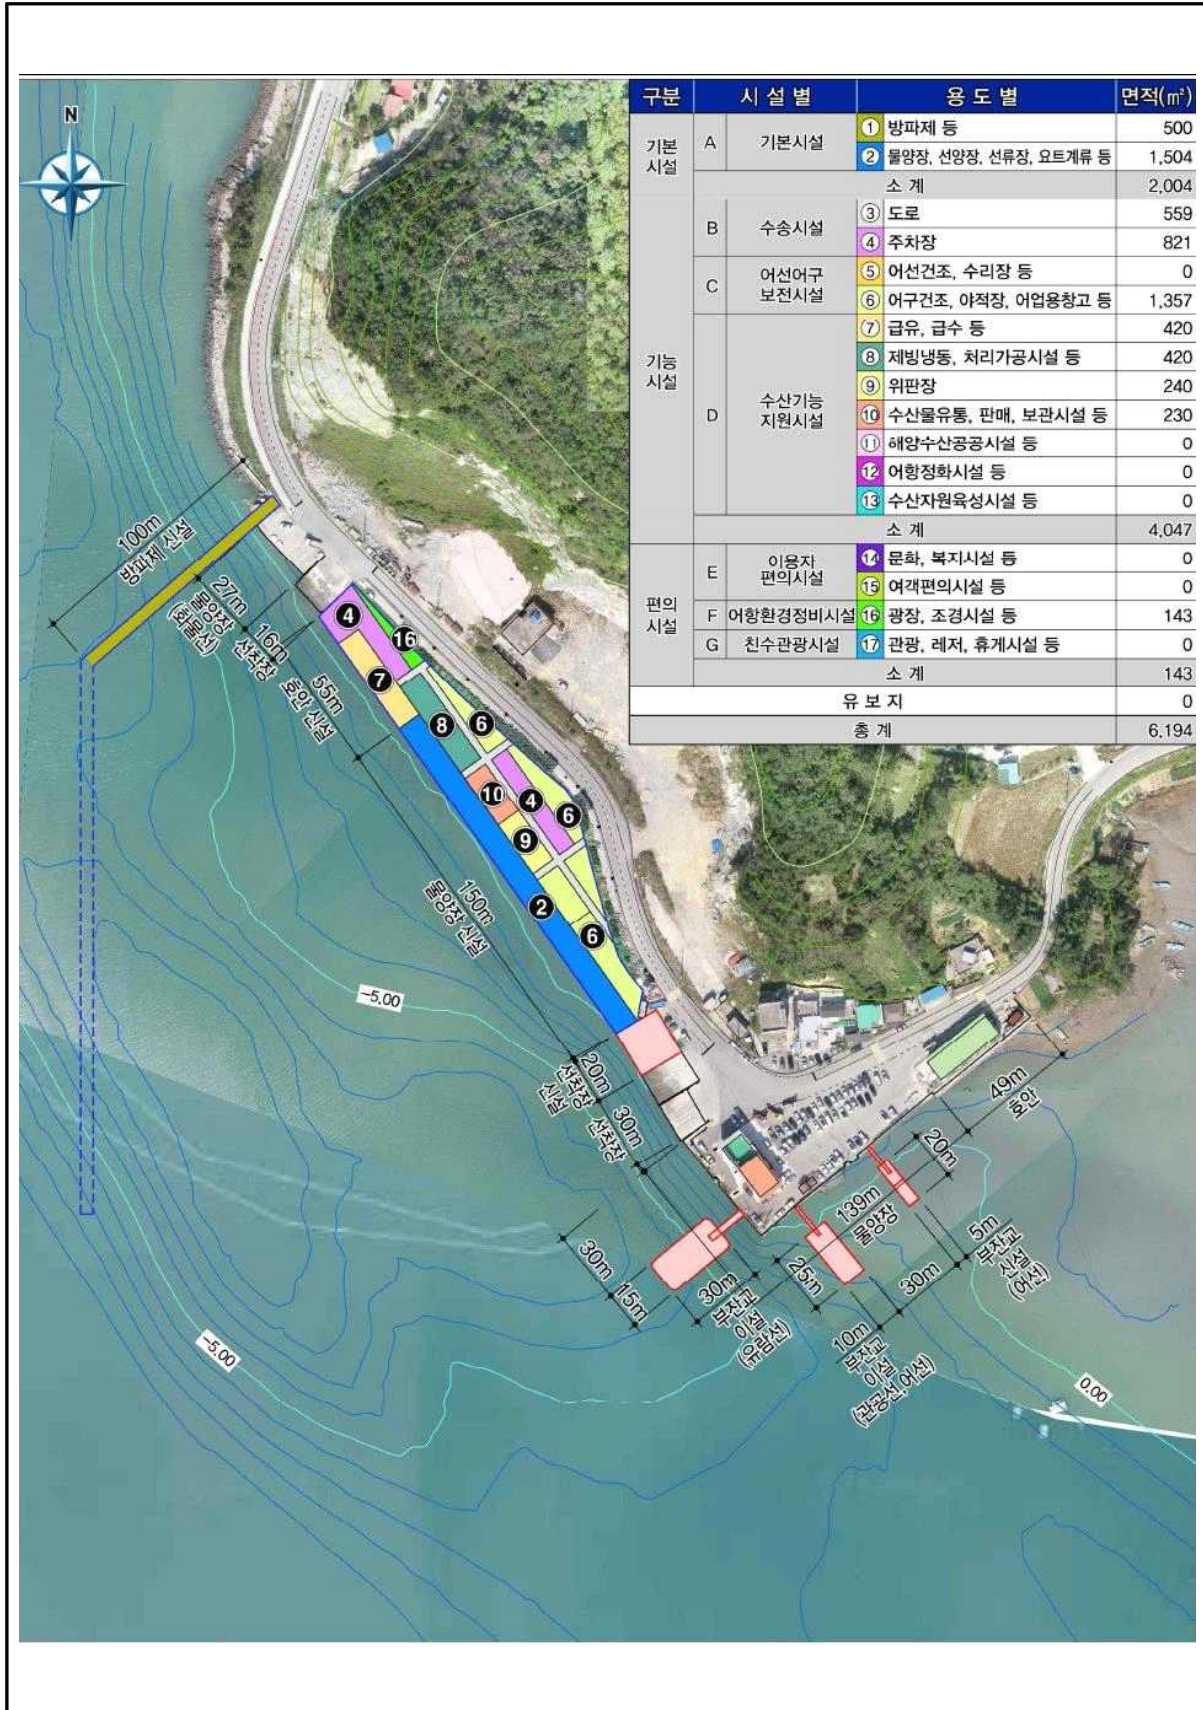 N
구분 시설별 용도별 면적(㎡)
기본
시설
A 기본시설 ① 방파제 등 500
② 물양장, 선양장, 선류장, 요트계류 등 1,504
소계 2,004
기능
시설
B 수송시설 ③ 도로 559
④ 주차장 821
C 어선어구
보전시설
⑤ 어선건조, 수리장 등 0
⑥ 어구건조, 야적장, 어업용창고 등 1,357
D 수산기능
지원시설
⑦ 급유, 급수 등 420
⑧ 제빙냉동, 처리가공시설 등 420
⑨ 위판장 240
⑩ 수산물유통, 판매, 보관시설 등 230
⑪ 해양수산공공시설 등 0
⑫ 어항정화시설 등 0
⑬ 수산자원육성시설 등 0
소계 4,047
편의
시설
E 이용자
편의시설
⑭ 문화, 복지시설 등 0
⑮ 여객편의시설 등 0
F 어항환경정비시설 ⑯ 광장, 조경시설 등 143
G 친수관광시설 ⑰ 관광, 레저, 휴게시설 등 0
소계 143
유보지 0
총계 6,194
100m
방파제 신설
27m
물양장
(화물선)
16m
선착장
55m
호안 신설
4
16
7
8
6
10
4
6
9
2
6
150m
물양장 신설
-5.00
20m
선착장
신설
30m
선착장
49m
호안
20m
139m
물양장
5m
부잔교
신설
(어선)
30m
15m
30m
부잔교
이설
(유람선)
25m
30m
10m
부잔교
이설
(관공선,어선)
-5.00
0.00